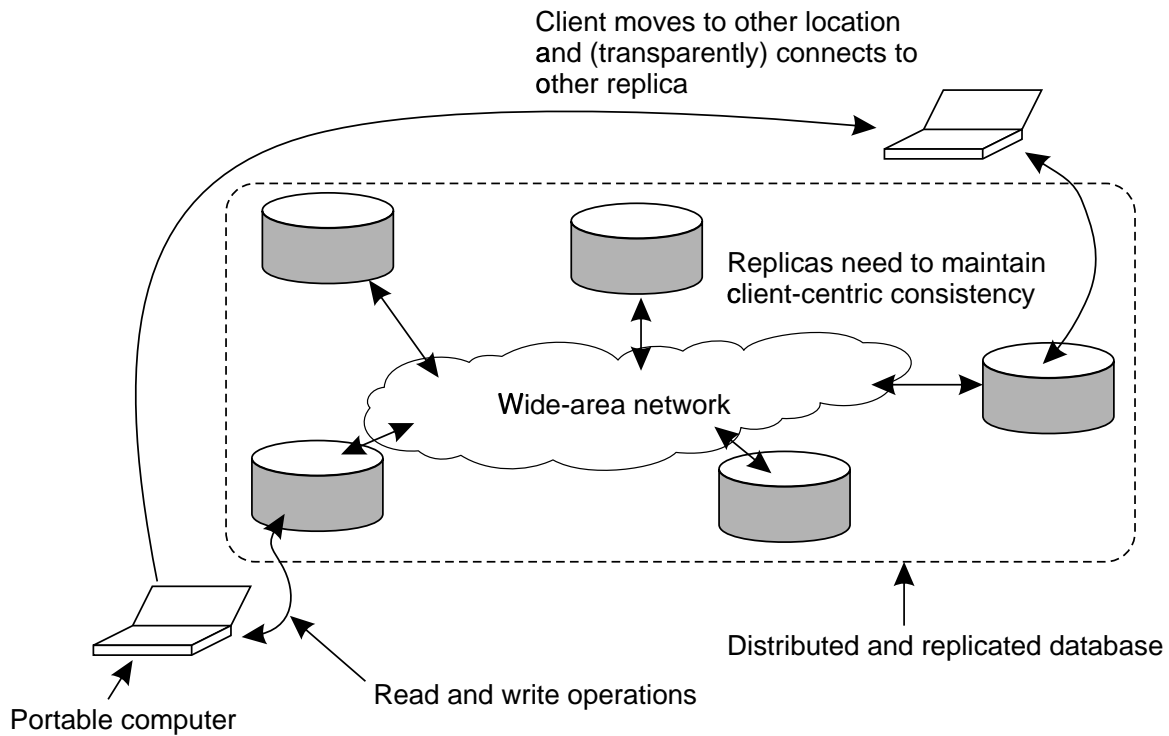 Client moves to other location
and (transparently) connects to
other replica
Replicas need to maintain
client-centric consistency
Wide-area network
Distributed and replicated database
Read and write operations
Portable computer